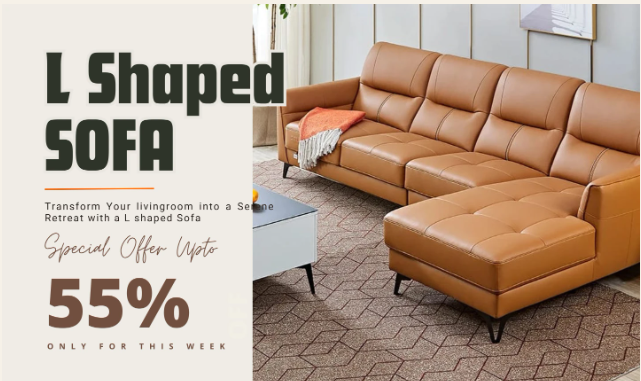 L Shaped
SOFA
Transform Your livingroom into a Serene
Retreat with a L shaped Sofa
Special Offer Upto
55%
ONLY FOR THIS WEEK